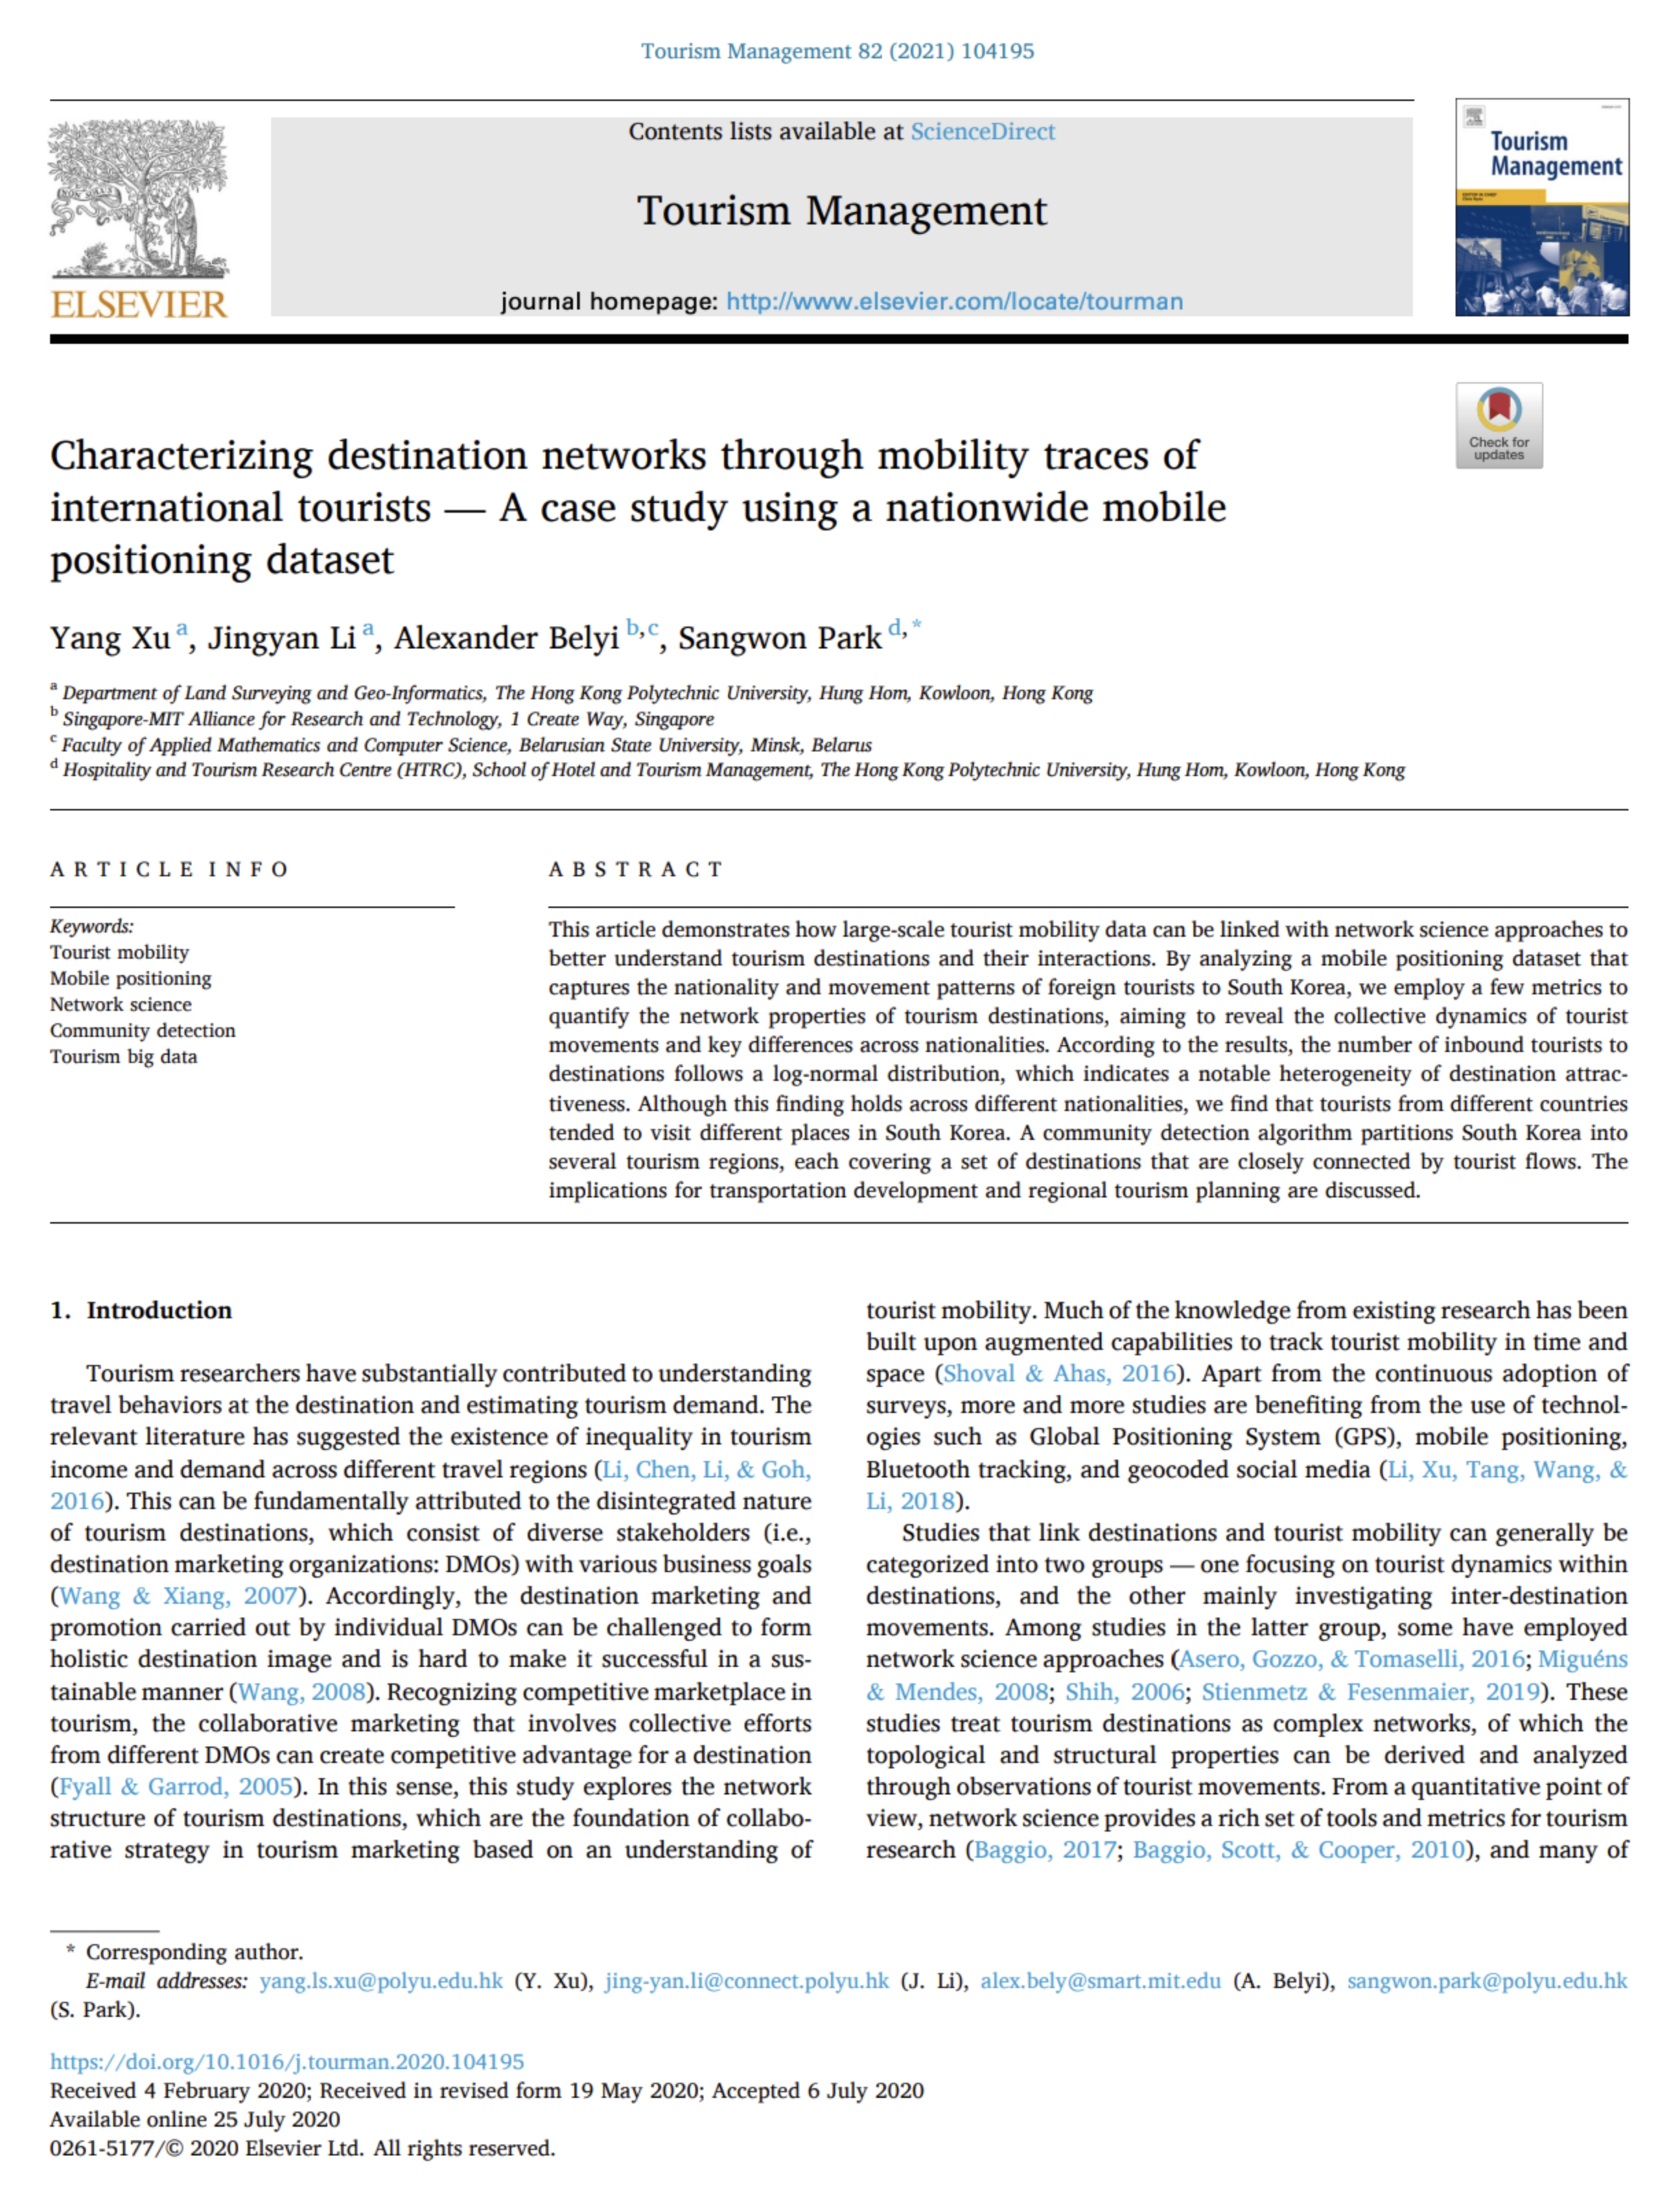 Tourism Management 82 (2021) 104195
Contents lists available at ScienceDirect
Tourism Management
journal homepage: http://www.elsevier.com/locate/tourman
ELSEVIER
Tourism
Management
Check for
updates
Characterizing destination networks through mobility traces of
international tourists — A case study using a nationwide mobile
positioning dataset
Yang Xu a, Jingyan Li a, Alexander Belyi b,c, Sangwon Park d,*
a Department of Land Surveying and Geo-Informatics, The Hong Kong Polytechnic University, Hung Hom, Kowloon, Hong Kong
b Singapore-MIT Alliance for Research and Technology, 1 Create Way, Singapore
c Faculty of Applied Mathematics and Computer Science, Belarusian State University, Minsk, Belarus
d Hospitality and Tourism Research Centre (HTRC), School of Hotel and Tourism Management, The Hong Kong Polytechnic University, Hung Hom, Kowloon, Hong Kong
ARTICLE INFO
Keywords:
Tourist mobility
Mobile positioning
Network science
Community detection
Tourism big data
ABSTRACT
This article demonstrates how large-scale tourist mobility data can be linked with network science approaches to
better understand tourism destinations and their interactions. By analyzing a mobile positioning dataset that
captures the nationality and movement patterns of foreign tourists to South Korea, we employ a few metrics to
quantify the network properties of tourism destinations, aiming to reveal the collective dynamics of tourist
movements and key differences across nationalities. According to the results, the number of inbound tourists to
destinations follows a log-normal distribution, which indicates a notable heterogeneity of destination attrac-
tiveness. Although this finding holds across different nationalities, we find that tourists from different countries
tended to visit different places in South Korea. A community detection algorithm partitions South Korea into
several tourism regions, each covering a set of destinations that are closely connected by tourist flows. The
implications for transportation development and regional tourism planning are discussed.
1. Introduction
Tourism researchers have substantially contributed to understanding
travel behaviors at the destination and estimating tourism demand. The
relevant literature has suggested the existence of inequality in tourism
income and demand across different travel regions (Li, Chen, Li, & Goh,
2016). This can be fundamentally attributed to the disintegrated nature
of tourism destinations, which consist of diverse stakeholders (i.e.,
destination marketing organizations: DMOs) with various business goals
(Wang & Xiang, 2007). Accordingly, the destination marketing and
promotion carried out by individual DMOs can be challenged to form
holistic destination image and is hard to make it successful in a sus-
tainable manner (Wang, 2008). Recognizing competitive marketplace in
tourism, the collaborative marketing that involves collective efforts
from different DMOs can create competitive advantage for a destination
(Fyall & Garrod, 2005). In this sense, this study explores the network
structure of tourism destinations, which are the foundation of collabo-
rative strategy in tourism marketing based on an understanding of
tourist mobility. Much of the knowledge from existing research has been
built upon augmented capabilities to track tourist mobility in time and
space (Shoval & Ahas, 2016). Apart from the continuous adoption of
surveys, more and more studies are benefiting from the use of technol-
ogies such as Global Positioning System (GPS), mobile positioning,
Bluetooth tracking, and geocoded social media (Li, Xu, Tang, Wang, &
Li, 2018).
Studies that link destinations and tourist mobility can generally be
categorized into two groups — one focusing on tourist dynamics within
destinations, and the other mainly investigating inter-destination
movements. Among studies in the latter group, some have employed
network science approaches (Asero, Gozzo, & Tomaselli, 2016; Miguéns
& Mendes, 2008; Shih, 2006; Stienmetz & Fesenmaier, 2019). These
studies treat tourism destinations as complex networks, of which the
topological and structural properties can be derived and analyzed
through observations of tourist movements. From a quantitative point of
view, network science provides a rich set of tools and metrics for tourism
research (Baggio, 2017; Baggio, Scott, & Cooper, 2010), and many of
* Corresponding author.
E-mail addresses: yang.ls.xu@polyu.edu.hk (Y. Xu), jing-yan.li@connect.polyu.hk (J. Li), alex.bely@smart.mit.edu (A. Belyi), sangwon.park@polyu.edu.hk
(S. Park).
https://doi.org/10.1016/j.tourman.2020.104195
Received 4 February 2020; Received in revised form 19 May 2020; Accepted 6 July 2020
Available online 25 July 2020
0261-5177/© 2020 Elsevier Ltd. All rights reserved.